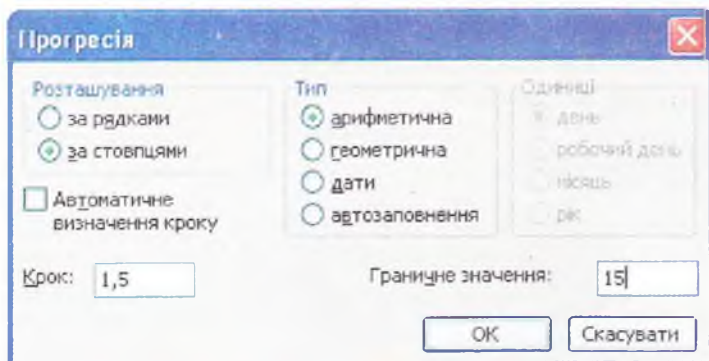 Прогресія
Розташування
за рядками
за стовпцями
Автоматичне
визначення кроку
Крок: 1,5
Тип
арифметична
геометрична
дати
автозаповнення
Одиниці
день
робочий день
місяць
рік
Граничне значення: 15
ОК
Скасувати